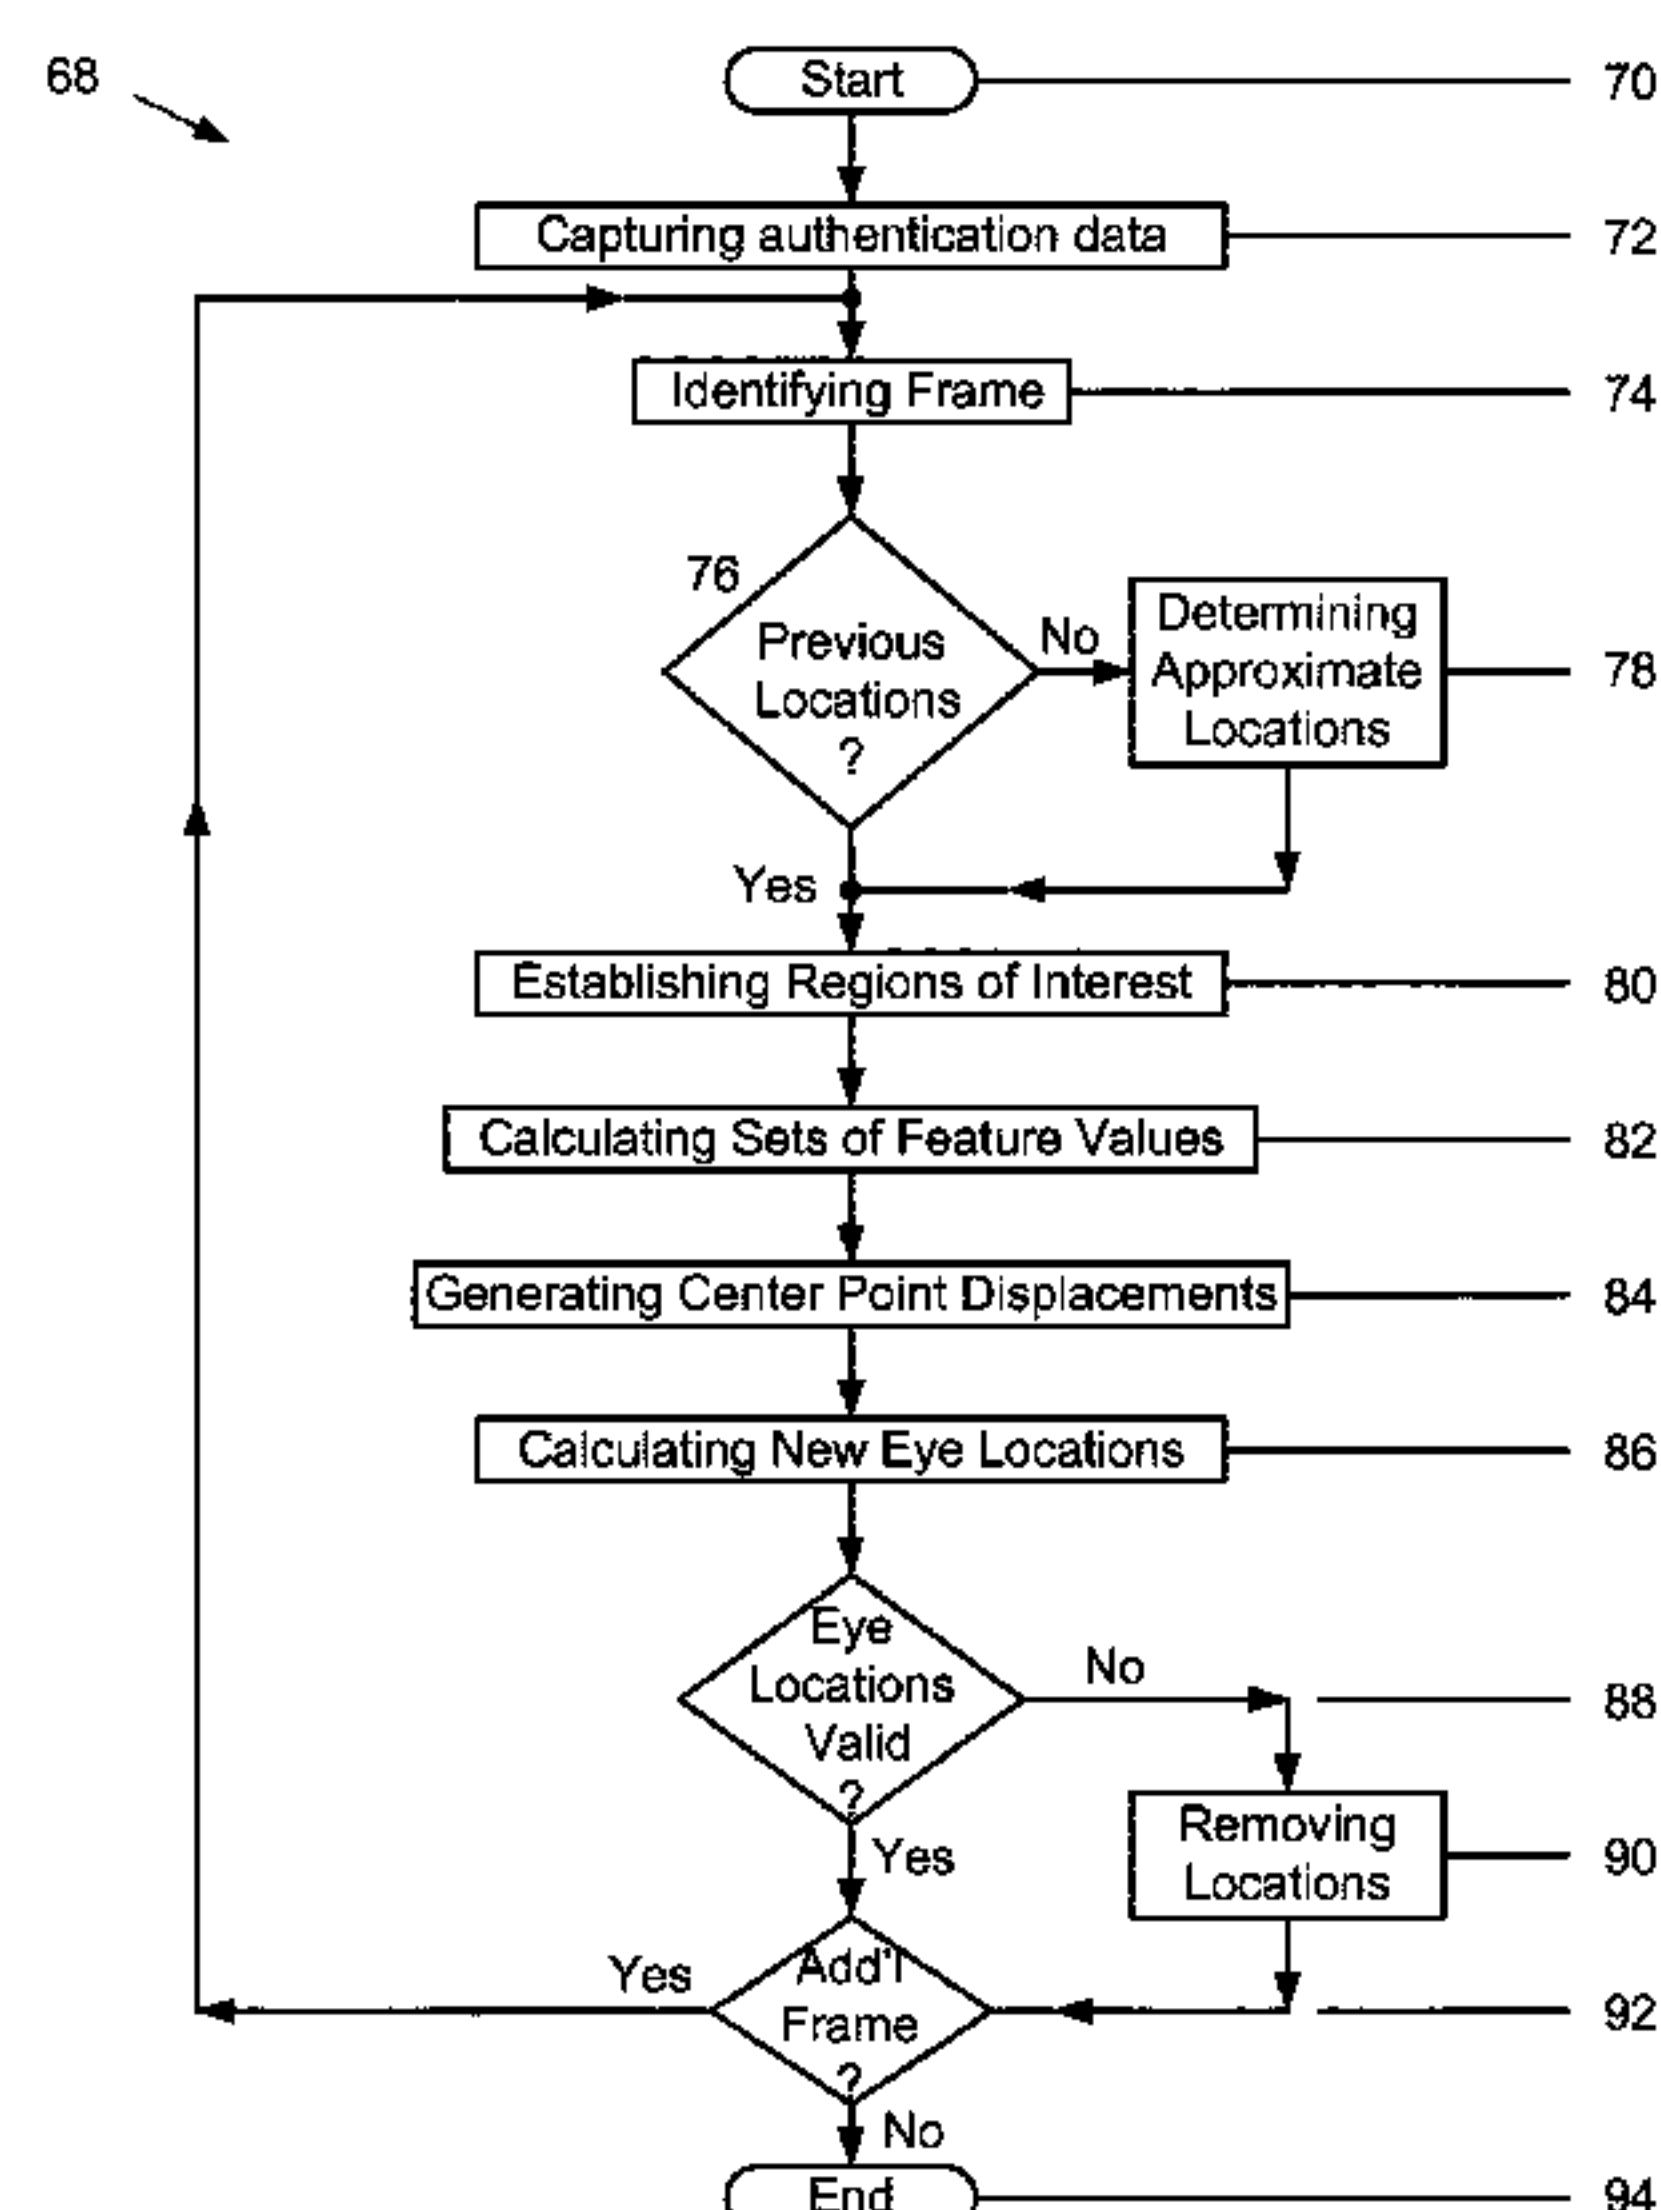 68
Start
70
Capturing authentication data
72
Identifying Frame
74
76
Previous
Locations
?
No
Determining
Approximate
Locations
78
Yes
Establishing Regions of Interest
80
Calculating Sets of Feature Values
82
Generating Center Point Displacements
84
Calculating New Eye Locations
86
Eye
Locations
Valid
?
No
88
Yes
Removing
Locations
90
Yes
Add'l
Frame
?
92
No
End
94